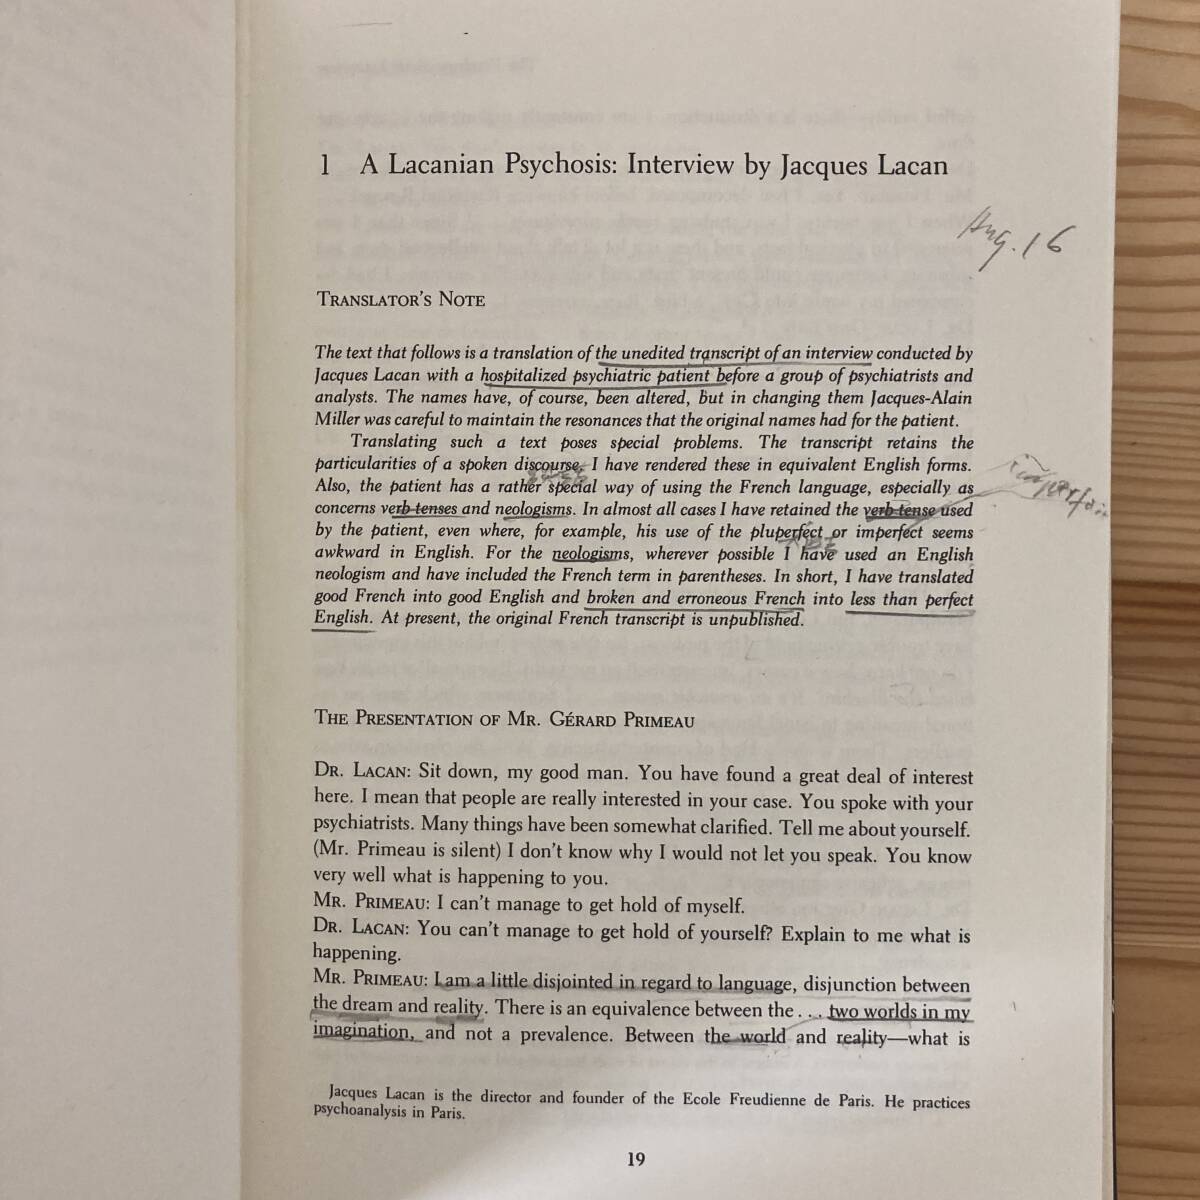 1 A Lacanian Psychosis: Interview by Jacques Lacan
Aug. 16
TRANSLATOR'S NOTE
The text that follows is a translation of the unedited transcript of an interview conducted by
Jacques Lacan with a hospitalized psychiatric patient before a group of psychiatrists and
analysts. The names have, of course, been altered, but in changing them Jacques-Alain
Miller was careful to maintain the resonances that the original names had for the patient.
Translating such a text poses special problems. The transcript retains the
particularities of a spoken discourse. I have rendered these in equivalent English forms.
Also, the patient has a rather special way of using the French language, especially as
concerns verb-tenses and neologisms. In almost all cases I have retained the verb tense used
by the patient, even where, for example, his use of the pluperfect or imperfect seems
awkward in English. For the neologisms, wherever possible I have used an English
neologism and have included the French term in parentheses. In short, I have translated
good French into good English and broken and erroneous French into less than perfect
English. At present, the original French transcript is unpublished.
THE PRESENTATION OF MR. GÉRARD PRIMEAU
DR. LACAN: Sit down, my good man. You have found a great deal of interest
here. I mean that people are really interested in your case. You spoke with your
psychiatrists. Many things have been somewhat clarified. Tell me about yourself.
(Mr. Primeau is silent) I don't know why I would not let you speak. You know
very well what is happening to you.
MR. PRIMEAU: I can't manage to get hold of myself.
DR. LACAN: You can't manage to get hold of yourself? Explain to me what is
happening.
MR. PRIMEAU: I am a little disjointed in regard to language, disjunction between
the dream and reality. There is an equivalence between the . . . two worlds in my
imagination, and not a prevalence. Between the world and reality—what is
Jacques Lacan is the director and founder of the Ecole Freudienne de Paris. He practices
psychoanalysis in Paris.
19